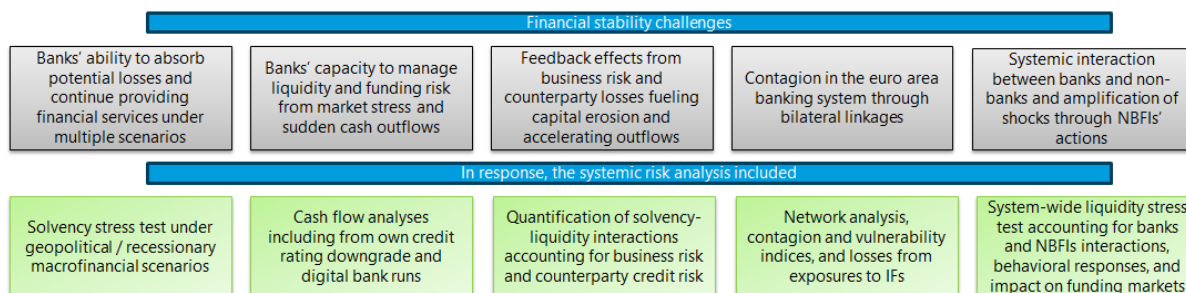 Financial stability challenges
Banks' ability to absorb
potential losses and
continue providing
financial services under
multiple scenarios
Banks' capacity to manage
liquidity and funding risk
from market stress and
sudden cash outflows
Feedback effects from
business risk and
counterparty losses fueling
capital erosion and
accelerating outflows
Contagion in the euro area
banking system through
bilateral linkages
Systemic interaction
between banks and non-
banks and amplification of
shocks through NBFIs'
actions
In response, the systemic risk analysis included
Solvency stress test under
geopolitical / recessionary
macrofinancial scenarios
Cash flow analyses
including from own credit
rating downgrade and
digital bank runs
Quantification of solvency-
liquidity interactions
accounting for business risk
and counterparty credit risk
Network analysis,
contagion and vulnerability
indices, and losses from
exposures to IFs
System-wide liquidity stress
test accounting for banks
and NBFIs interactions,
behavioral responses, and
impact on funding markets